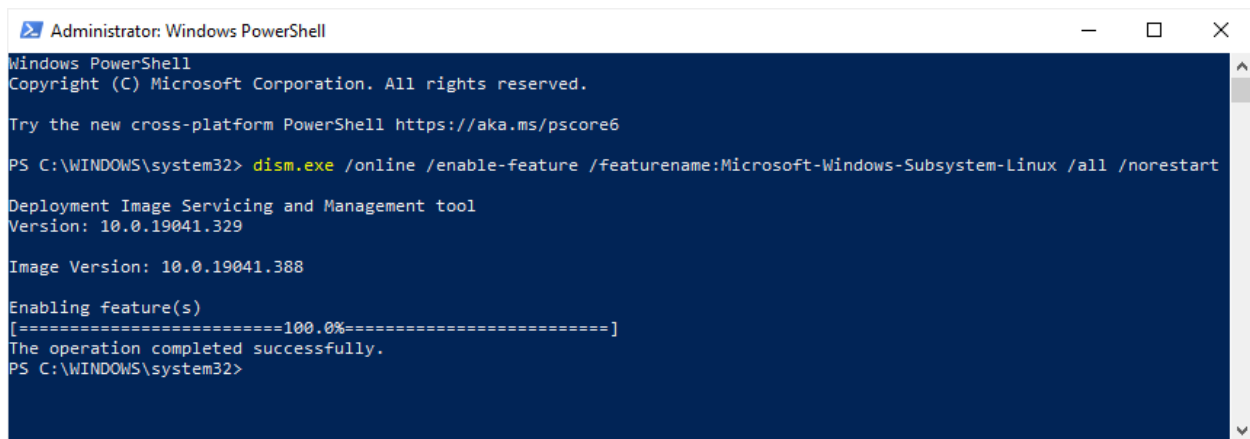 Administrator: Windows PowerShell
Windows PowerShell
Copyright (C) Microsoft Corporation. All rights reserved.
Try the new cross-platform PowerShell https://aka.ms/pscore6
PS C:\WINDOWS\system32> dism.exe /online /enable-feature /featurename:Microsoft-Windows-Subsystem-Linux /all /norestart
Deployment Image Servicing and Management tool
Version: 10.0.19041.329
Image Version: 10.0.19041.388
Enabling feature(s)
[==========================100.0%==========================]
The operation completed successfully.
PS C:\WINDOWS\system32>